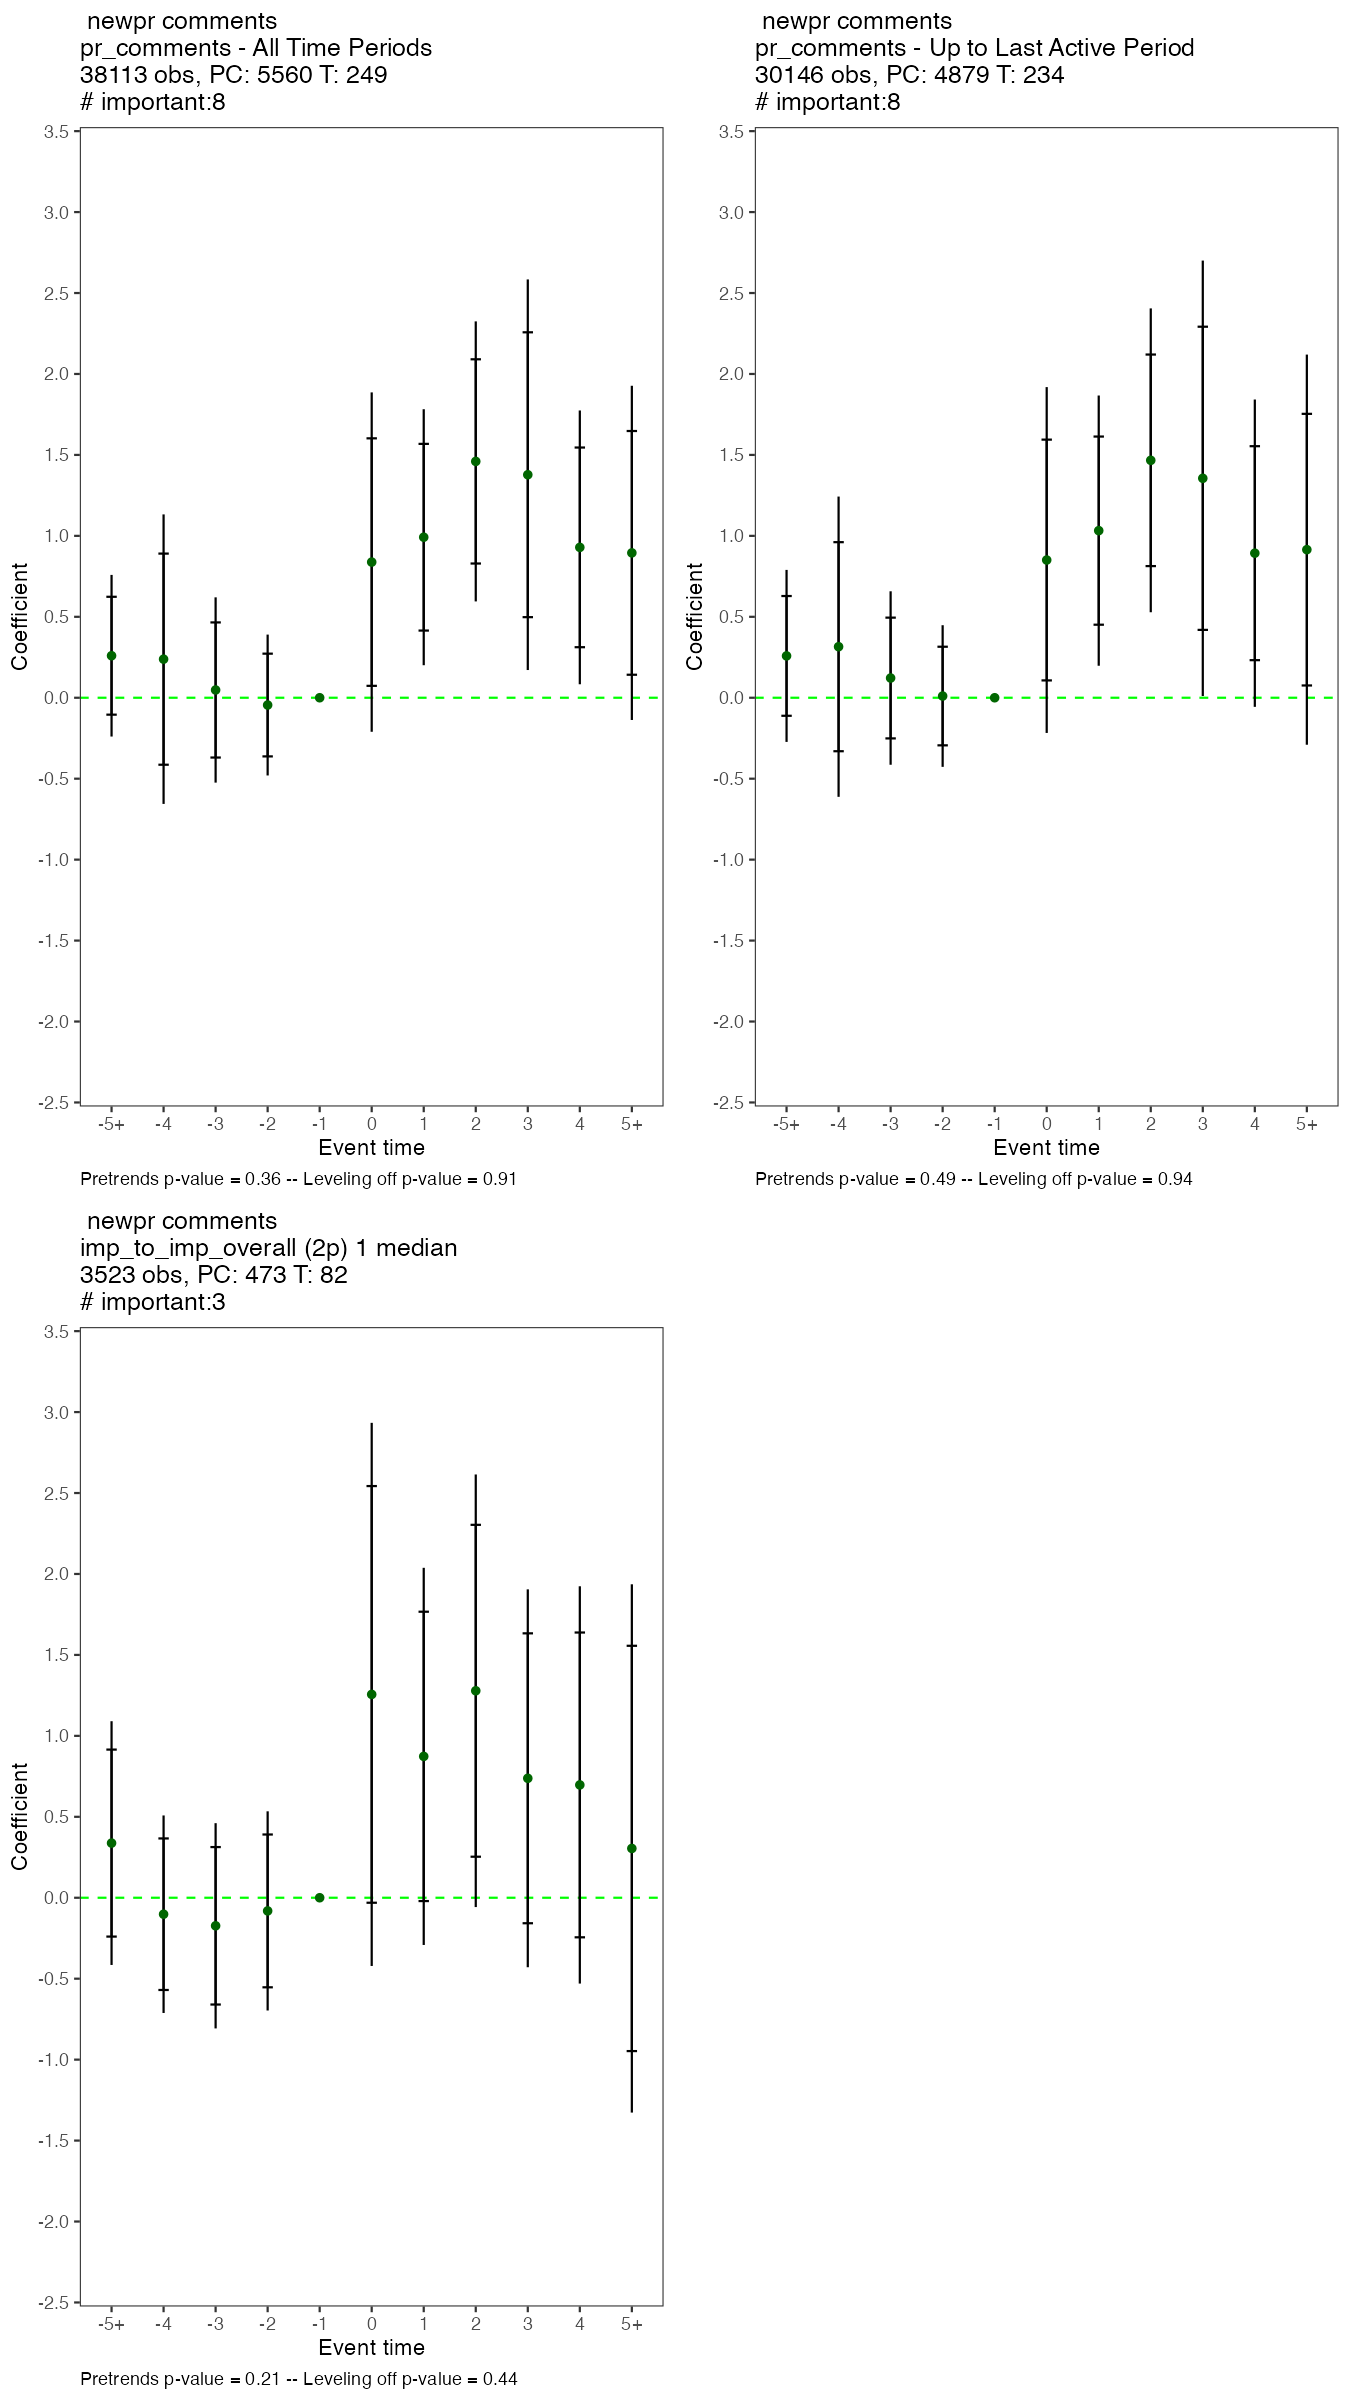 newpr comments
pr_comments - All Time Periods
38113 obs, PC: 5560 T: 249
# important:8
3.5
3.0
2.5
2.0
1.5
1.0
0.5
0.0
-0.5
-1.0
-1.5
-2.0
-2.5
Coefficient
-5+ -4 -3 -2 -1 0 1 2 3 4 5+
Event time
Pretrends p-value = 0.36 -- Leveling off p-value = 0.91
newpr comments
pr_comments - Up to Last Active Period
30146 obs, PC: 4879 T: 234
# important:8
3.5
3.0
2.5
2.0
1.5
1.0
0.5
0.0
-0.5
-1.0
-1.5
-2.0
-2.5
Coefficient
-5+ -4 -3 -2 -1 0 1 2 3 4 5+
Event time
Pretrends p-value = 0.49 -- Leveling off p-value = 0.94
newpr comments
imp_to_imp_overall (2p) 1 median
3523 obs, PC: 473 T: 82
# important:3
3.5
3.0
2.5
2.0
1.5
1.0
0.5
0.0
-0.5
-1.0
-1.5
-2.0
-2.5
Coefficient
-5+ -4 -3 -2 -1 0 1 2 3 4 5+
Event time
Pretrends p-value = 0.21 -- Leveling off p-value = 0.44